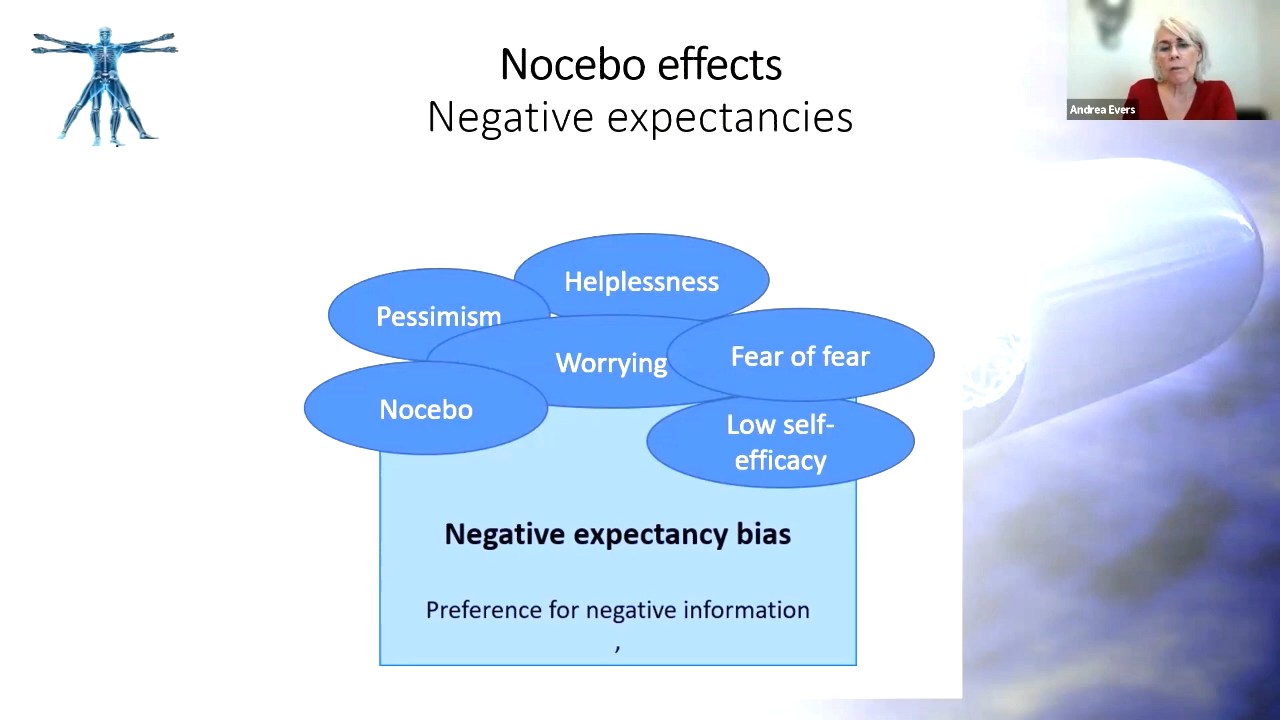 Nocebo effects
Negative expectancies
Andrea Evers
Helplessness
Pessimism
Worrying
Fear of fear
Nocebo
Low self-
efficacy
Negative expectancy bias
Preference for negative information
,